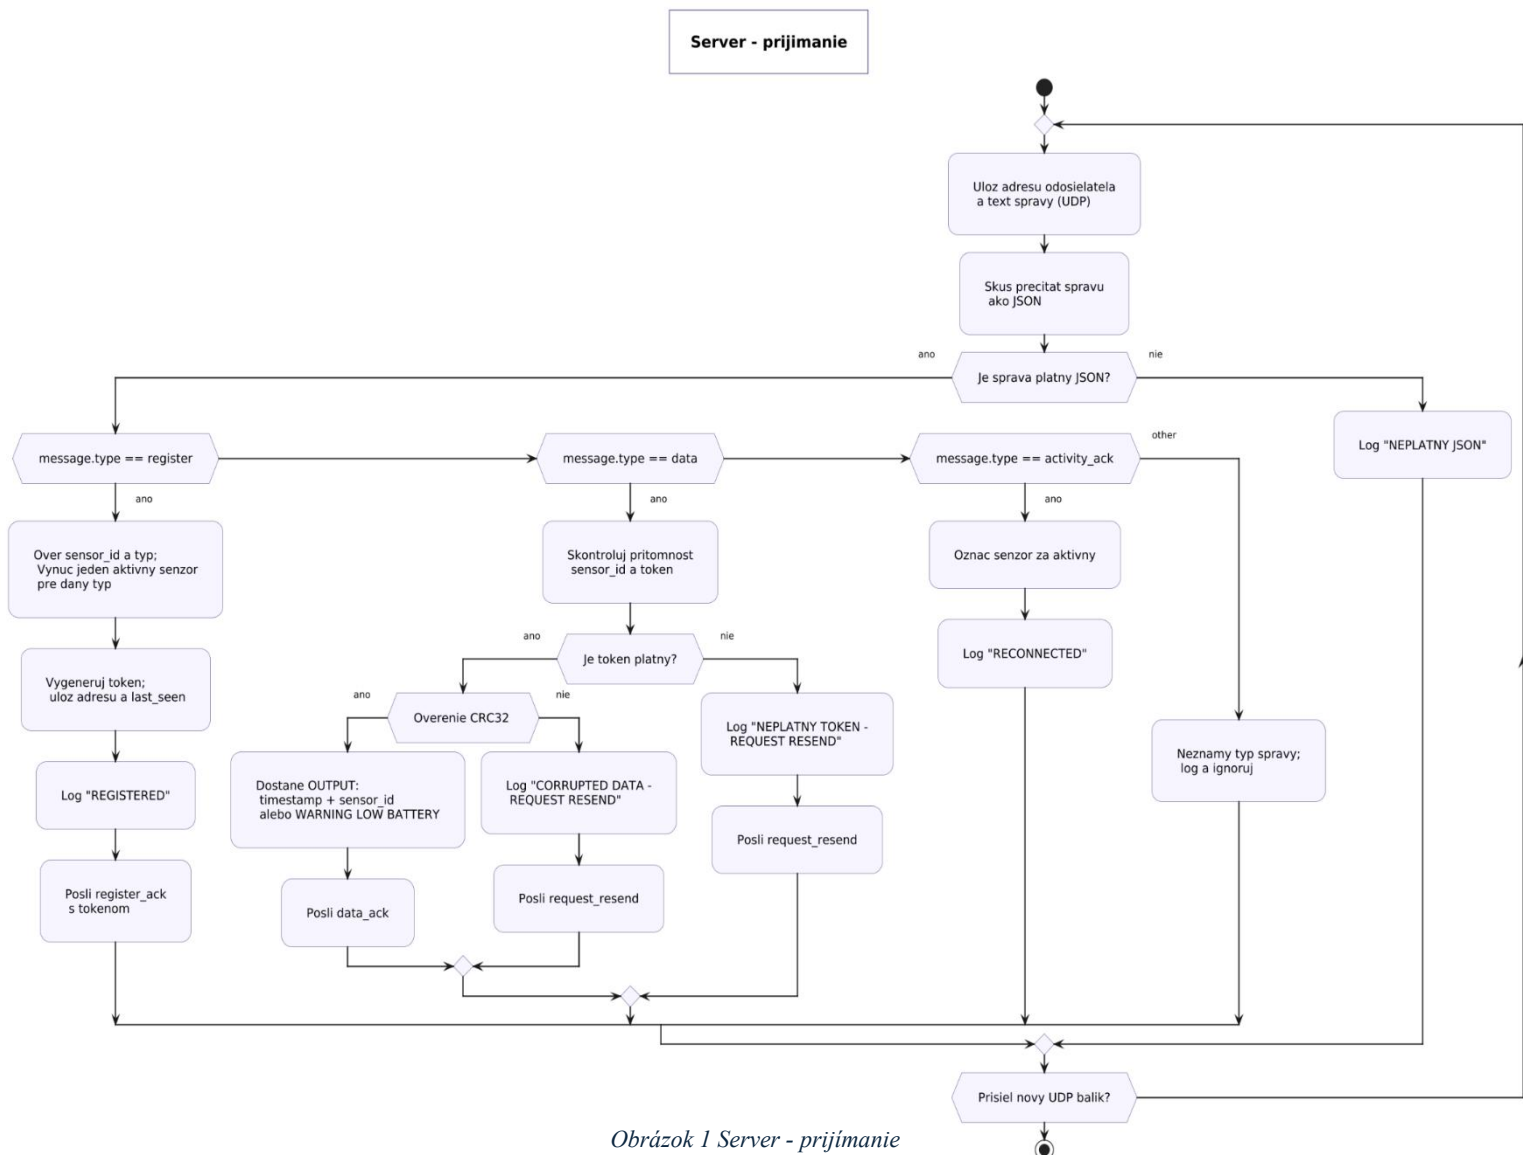 Server - prijimanie
Uloz adresu odosielatela
a text spravy (UDP)
Skus precitat spravu
ako JSON
ano
Je sprava platny JSON?
nie
Log "NEPLATNY JSON"
message.type == register
ano
Over sensor_id a typ;
Vynuc jeden aktivny senzor
pre dany typ
Vygeneruj token;
uloz adresu a last_seen
Log "REGISTERED"
Posli register_ack
s tokenom
message.type == data
ano
Skontroluj pritomnost
sensor_id a token
ano
Je token platny?
nie
ano
Overenie CRC32
nie
Dostane OUTPUT:
timestamp + sensor_id
alebo WARNING LOW BATTERY
Posli data_ack
Log "CORRUPTED DATA -
REQUEST RESEND"
Posli request_resend
Log "NEPLATNY TOKEN -
REQUEST RESEND"
Posli request_resend
message.type == activity_ack
other
ano
Oznac senzor za aktivny
Log "RECONNECTED"
Neznamy typ spravy;
log a ignoruj
Prisiel novy UDP balik?
Obrázok 1 Server - prijímanie